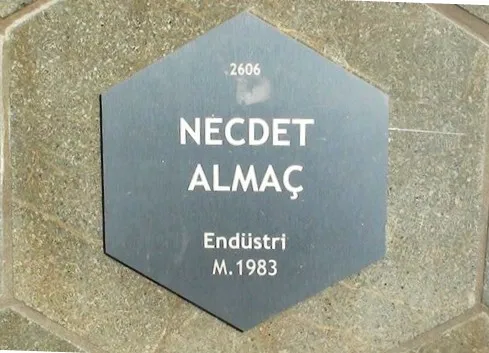 2606
NECDET
ALMAÇ
Endüstri
M.1983